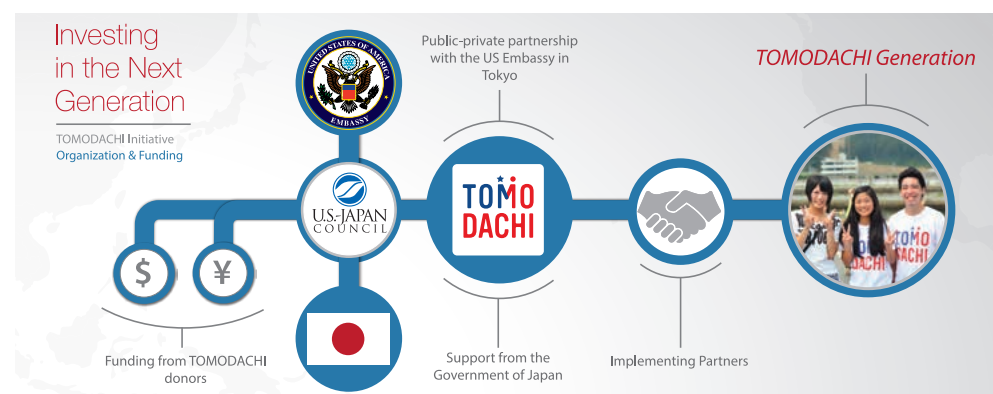 Investing
in the Next
Generation
TOMODACHI Initiative
Organization & Funding
UNITED STATES OF AMERICA
EMBASSY
Public-private partnership
with the US Embassy in
Tokyo
TOMODACHI Generation
$
¥
U.S.-JAPAN
COUNCIL
TOMO
DACHI
TOMO
DACHI
Funding from TOMODACHI
donors
Support from the
Government of Japan
Implementing Partners